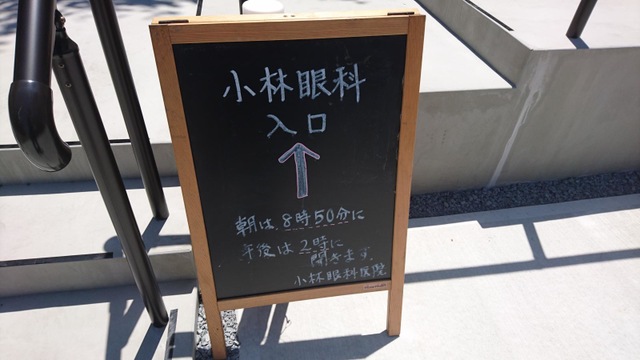 小林眼科
入口
朝は、8時50分に
午後は2時に
開きます。
小林眼科医院